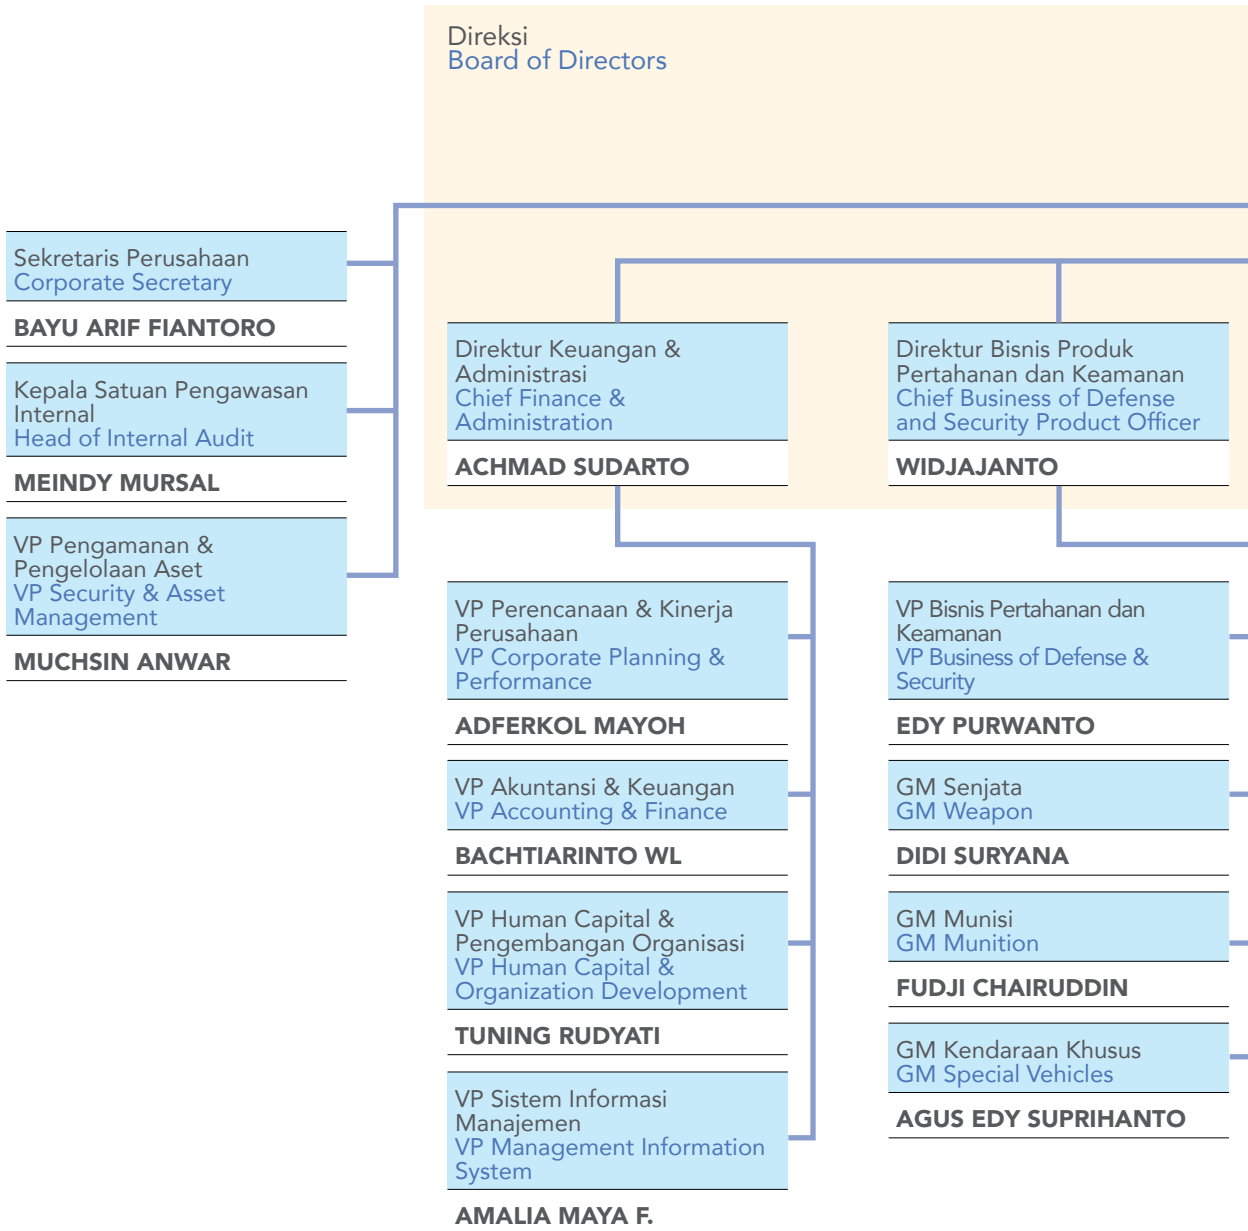 Direksi
Board of Directors
Sekretaris Perusahaan
Corporate Secretary
BAYU ARIF FIANTORO
Kepala Satuan Pengawasan
Internal
Head of Internal Audit
MEINDY MURSAL
VP Pengamanan &
Pengelolaan Aset
VP Security & Asset
Management
MUCHSIN ANWAR
Direktur Keuangan &
Administrasi
Chief Finance &
Administration
ACHMAD SUDARTO
VP Perencanaan & Kinerja
Perusahaan
VP Corporate Planning &
Performance
ADFERKOL MAYOH
VP Akuntansi & Keuangan
VP Accounting & Finance
BACHTIARINTO WL
VP Human Capital &
Pengembangan Organisasi
VP Human Capital &
Organization Development
TUNING RUDYATI
VP Sistem Informasi
Manajemen
VP Management Information
System
AMALIA MAYA F.
Direktur Bisnis Produk
Pertahanan dan Keamanan
Chief Business of Defense
and Security Product Officer
WIDJAJANTO
VP Bisnis Pertahanan dan
Keamanan
VP Business of Defense &
Security
EDY PURWANTO
GM Senjata
GM Weapon
DIDI SURYANA
GM Munisi
GM Munition
FUDJI CHAIRUDDIN
GM Kendaraan Khusus
GM Special Vehicles
AGUS EDY SUPRIHANTO